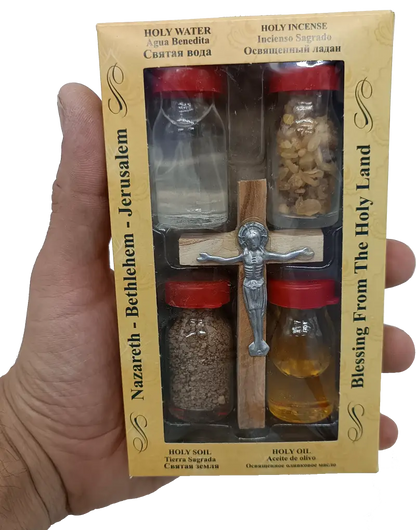 HOLY WATER
Agua Benedita
Святая вода
HOLY INCENSE
Incienso Sagrado
Освященный ладан
Nazareth - Bethlehem - Jerusalem
Blessing From The Holy Land
HOLY SOIL
Tierra Sagrada
Святая земля
HOLY OIL
Aceite de olivo
Освященное оливковое масло